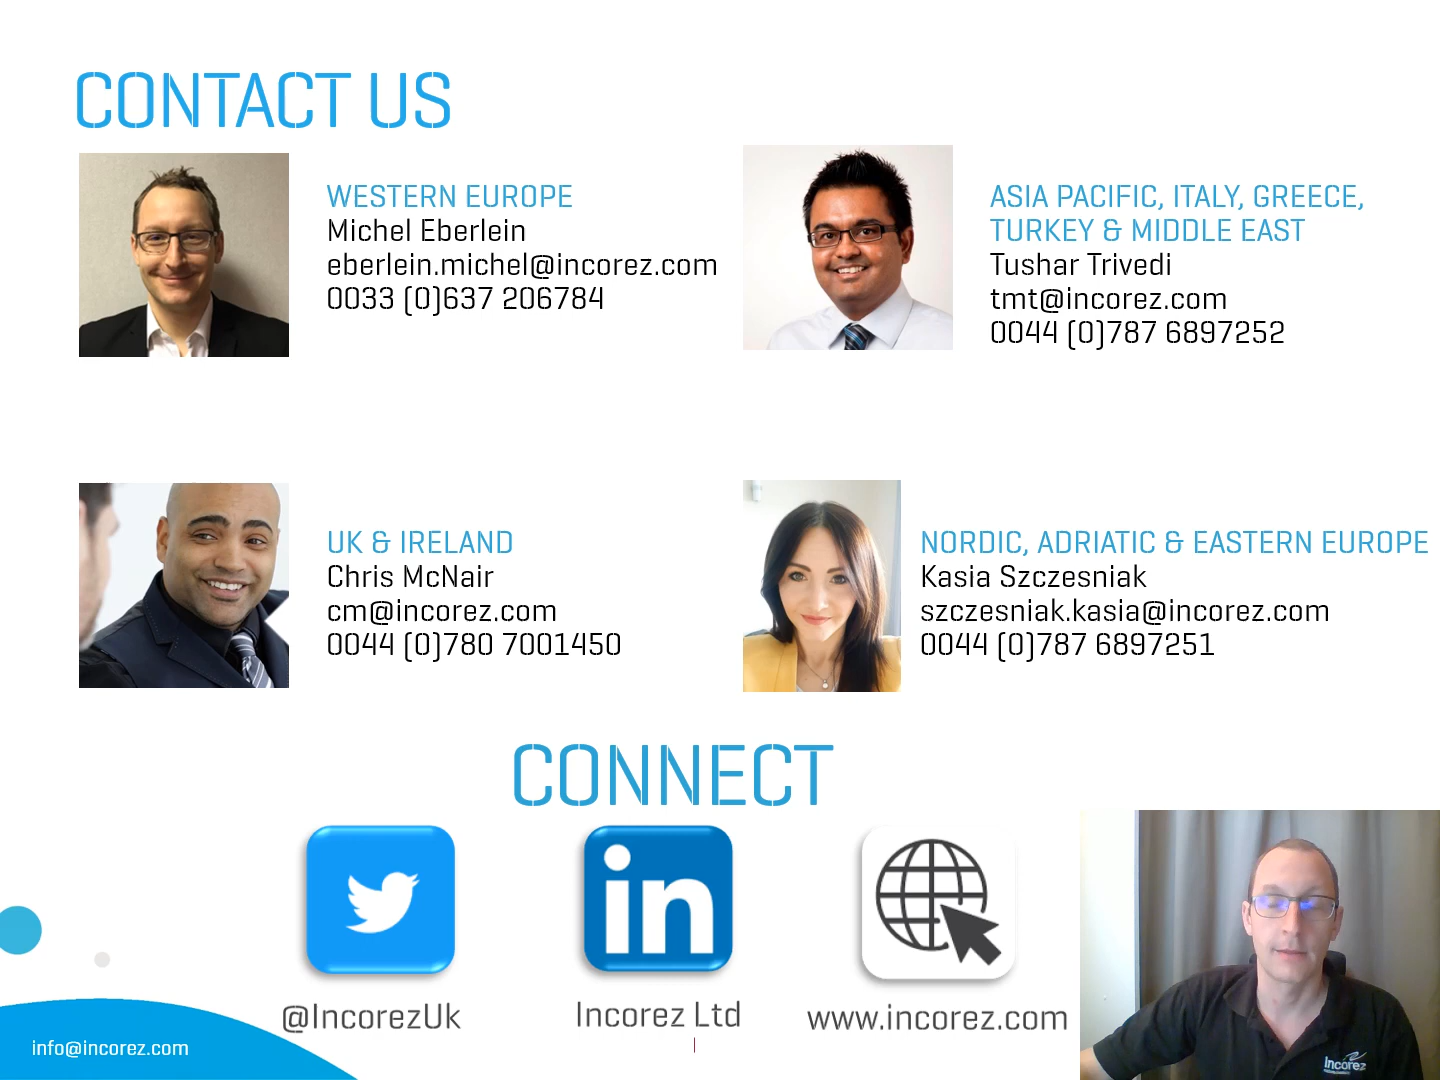 CONTACT US
WESTERN EUROPE
Michel Eberlein
eberlein.michel@incorez.com
0033 (0)637 206784
ASIA PACIFIC, ITALY, GREECE,
TURKEY & MIDDLE EAST
Tushar Trivedi
tmt@incorez.com
0044 (0)787 6897252
UK & IRELAND
Chris McNair
cm@incorez.com
0044 (0)780 7001450
NORDIC, ADRIATIC & EASTERN EUROPE
Kasia Szczesniak
szczesniak.kasia@incorez.com
0044 (0)787 6897251
CONNECT
in
@IncorezUk
Incorez Ltd
www.incorez.com
info@incorez.com
incorez